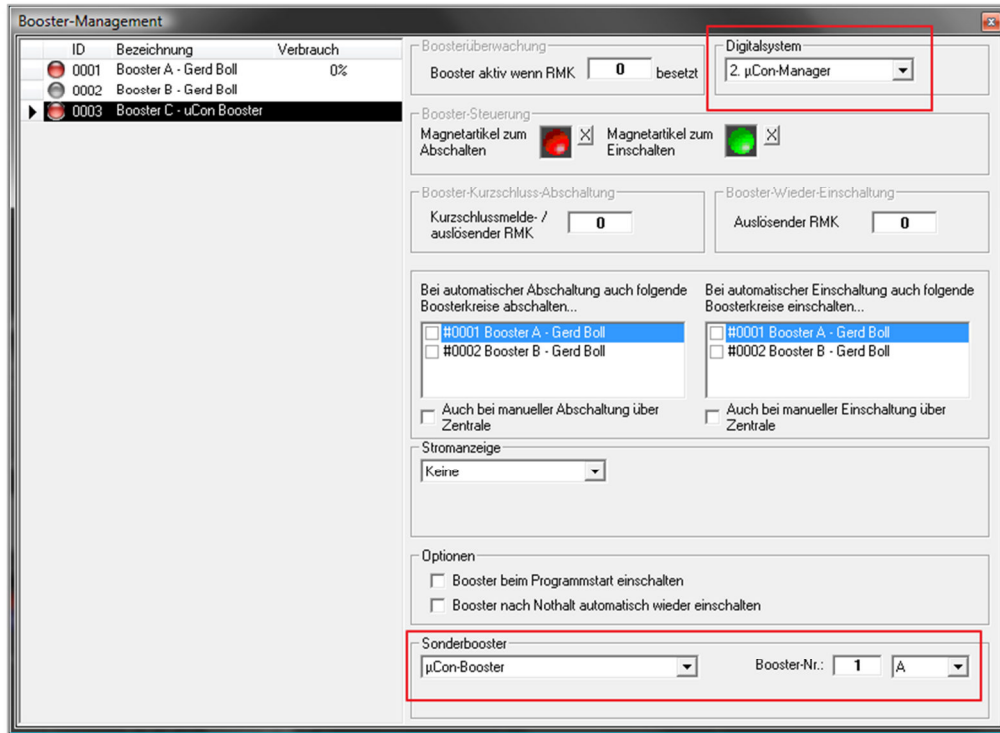 Booster-Management
ID Bezeichnung Verbrauch
0001 Booster A - Gerd Boll 0%
0002 Booster B - Gerd Boll
0003 Booster C - uCon Booster
Boosterüberwachung
Booster aktiv wenn RMK 0 besetzt
Digitalsystem
2. µCon-Manager
Booster-Steuerung
Magnetartikel zum
Abschalten
X
Magnetartikel zum
Einschalten
X
Booster-Kurzschluss-Abschaltung
Kurzschlussmelde- /
auslösender RMK
0
Booster-Wieder-Einschaltung
Auslösender RMK 0
Bei automatischer Abschaltung auch folgende
Boosterkreise abschalten...
#0001 Booster A - Gerd Boll
#0002 Booster B - Gerd Boll
Auch bei manueller Abschaltung über
Zentrale
Bei automatischer Einschaltung auch folgende
Boosterkreise einschalten...
#0001 Booster A - Gerd Boll
#0002 Booster B - Gerd Boll
Auch bei manueller Einschaltung über
Zentrale
Stromanzeige
Keine
Optionen
Booster beim Programmstart einschalten
Booster nach Nothalt automatisch wieder einschalten
Sonderbooster
µCon-Booster Booster-Nr.: 1 A